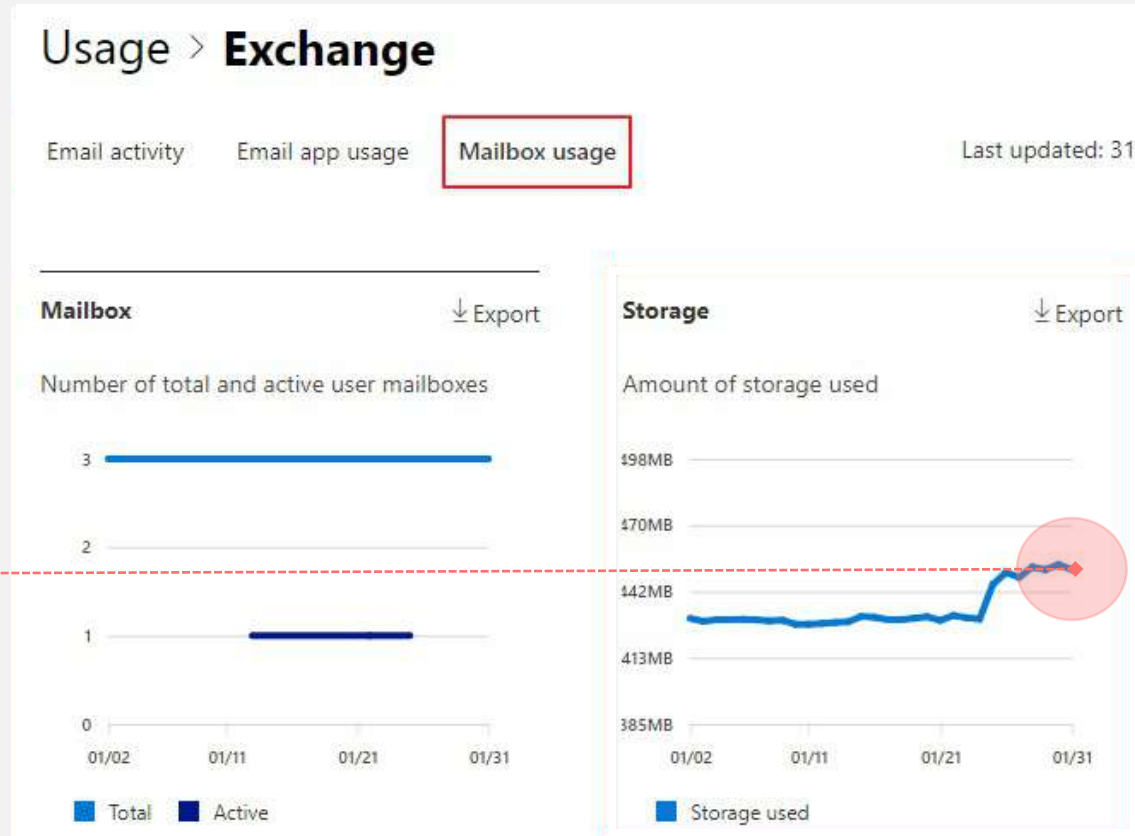 Usage > Exchange
Email activity Email app usage Mailbox usage Last updated: 31
Mailbox Export
Number of total and active user mailboxes
3
2
1
0
01/02 01/11 01/21 01/31
Total Active
Storage Export
Amount of storage used
498MB
470MB
442MB
413MB
385MB
01/02 01/11 01/21 01/31
Storage used